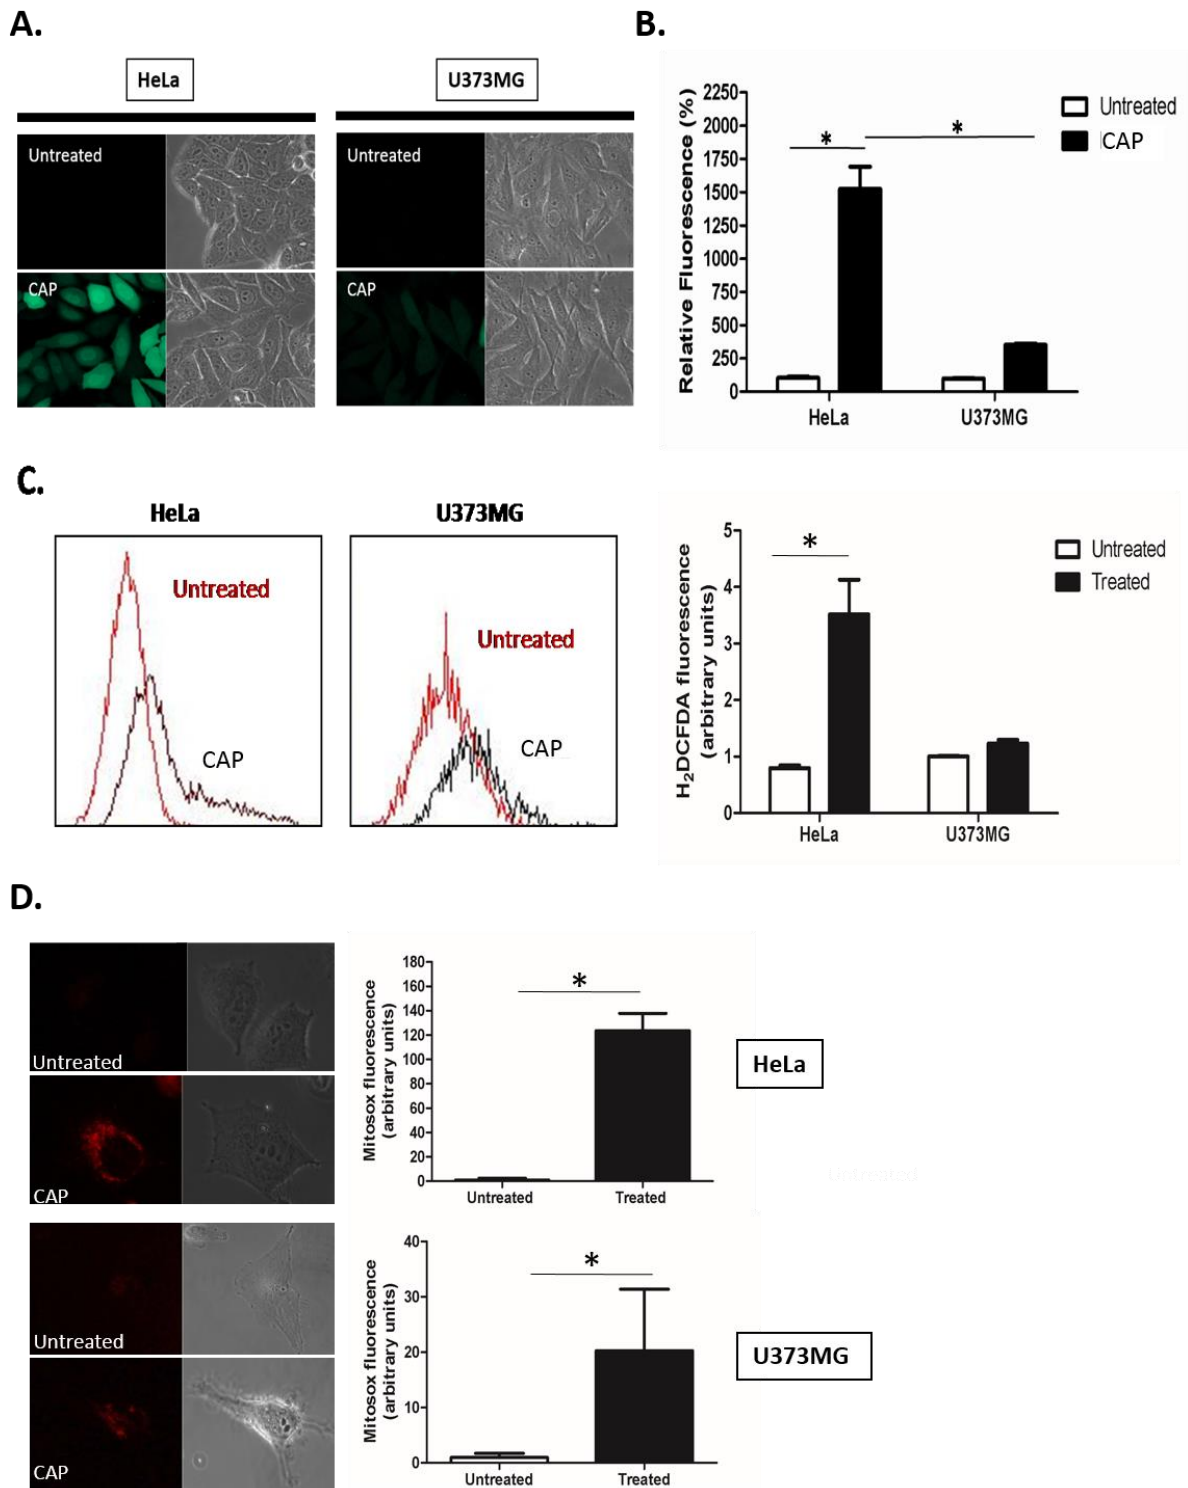 A.
HeLa
U373MG
Untreated
Untreated
CAP
CAP
B.
Relative Fluorescence (%)
2250
2000
1750
1500
1250
1000
750
500
250
0
*
*
Untreated
CAP
HeLa
U373MG
C.
HeLa
U373MG
Untreated
CAP
Untreated
CAP
H₂DCFDA fluorescence
(arbitrary units)
5
4
3
2
1
0
*
Untreated
Treated
HeLa
U373MG
D.
Untreated
CAP
Mitosox fluorescence
(arbitrary units)
180
160
140
120
100
80
60
40
20
0
*
Untreated
Treated
HeLa
Untreated
Untreated
CAP
Mitosox fluorescence
(arbitrary units)
40
30
20
10
0
*
Untreated
Treated
U373MG